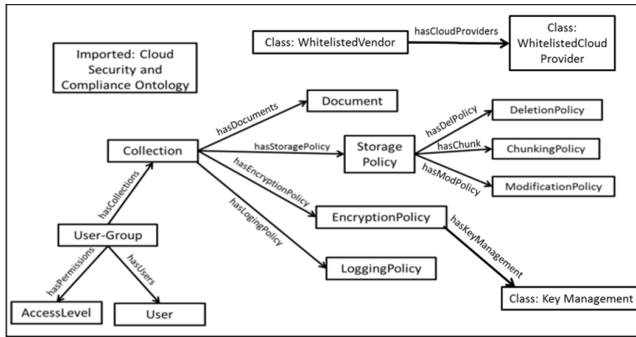 Imported: Cloud
Security and
Compliance Ontology
Class: WhitelistedVendor
hasCloudProviders
Class:
WhitelistedCloud
Provider
hasDocuments
Document
Collection
hasStoragePolicy
Storage
Policy
hasDelPolicy
DeletionPolicy
hasChunk
ChunkingPolicy
hasModPolicy
ModificationPolicy
hasEncryptionPolicy
EncryptionPolicy
hasKeyManagement
Class: Key Management
hasLogingPolicy
LoggingPolicy
hasCollections
User-Group
hasPermissions
AccessLevel
hasUsers
User